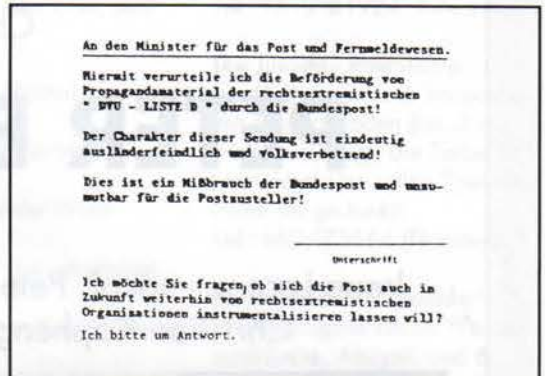 An den Minister für das Post und Fernmeldewesen.
Hiermit verurteile ich die Beförderung von
Propagandamaterial der rechtsextremistischen
" DVU - LISTE D " durch die Bundespost!
Der Charakter dieser Sendung ist eindeutig
ausländerfeindlich und volksverhetzend!
Dies ist ein Mißbrauch der Bundespost und unzu-
mutbar für die Postzusteller!
Unterschrift
Ich möchte Sie fragen, ob sich die Post auch in
Zukunft weiterhin von rechtsextremistischen
Organisationen instrumentalisieren lassen will?
Ich bitte um Antwort.